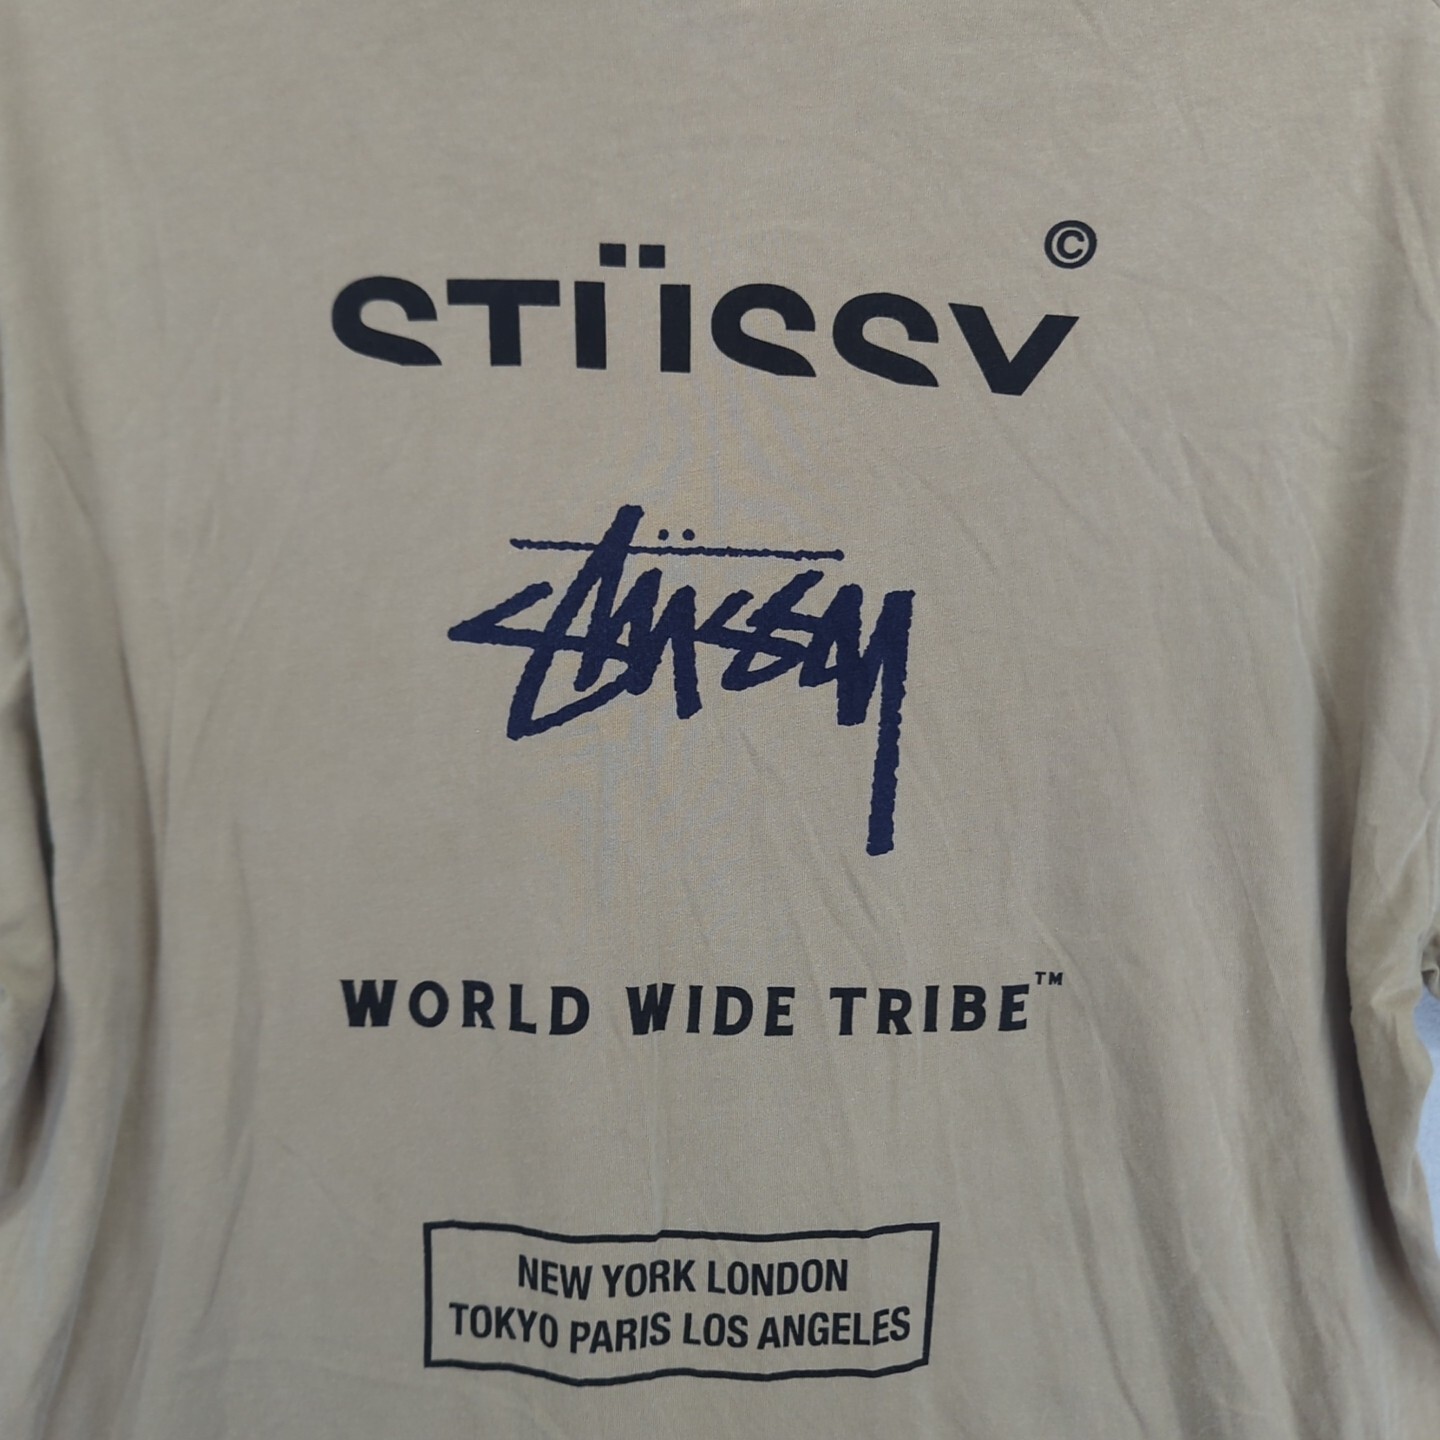 STÜSSY©
Stüssy
WORLD WIDE TRIBE™
NEW YORK LONDON
TOKYO PARIS LOS ANGELES